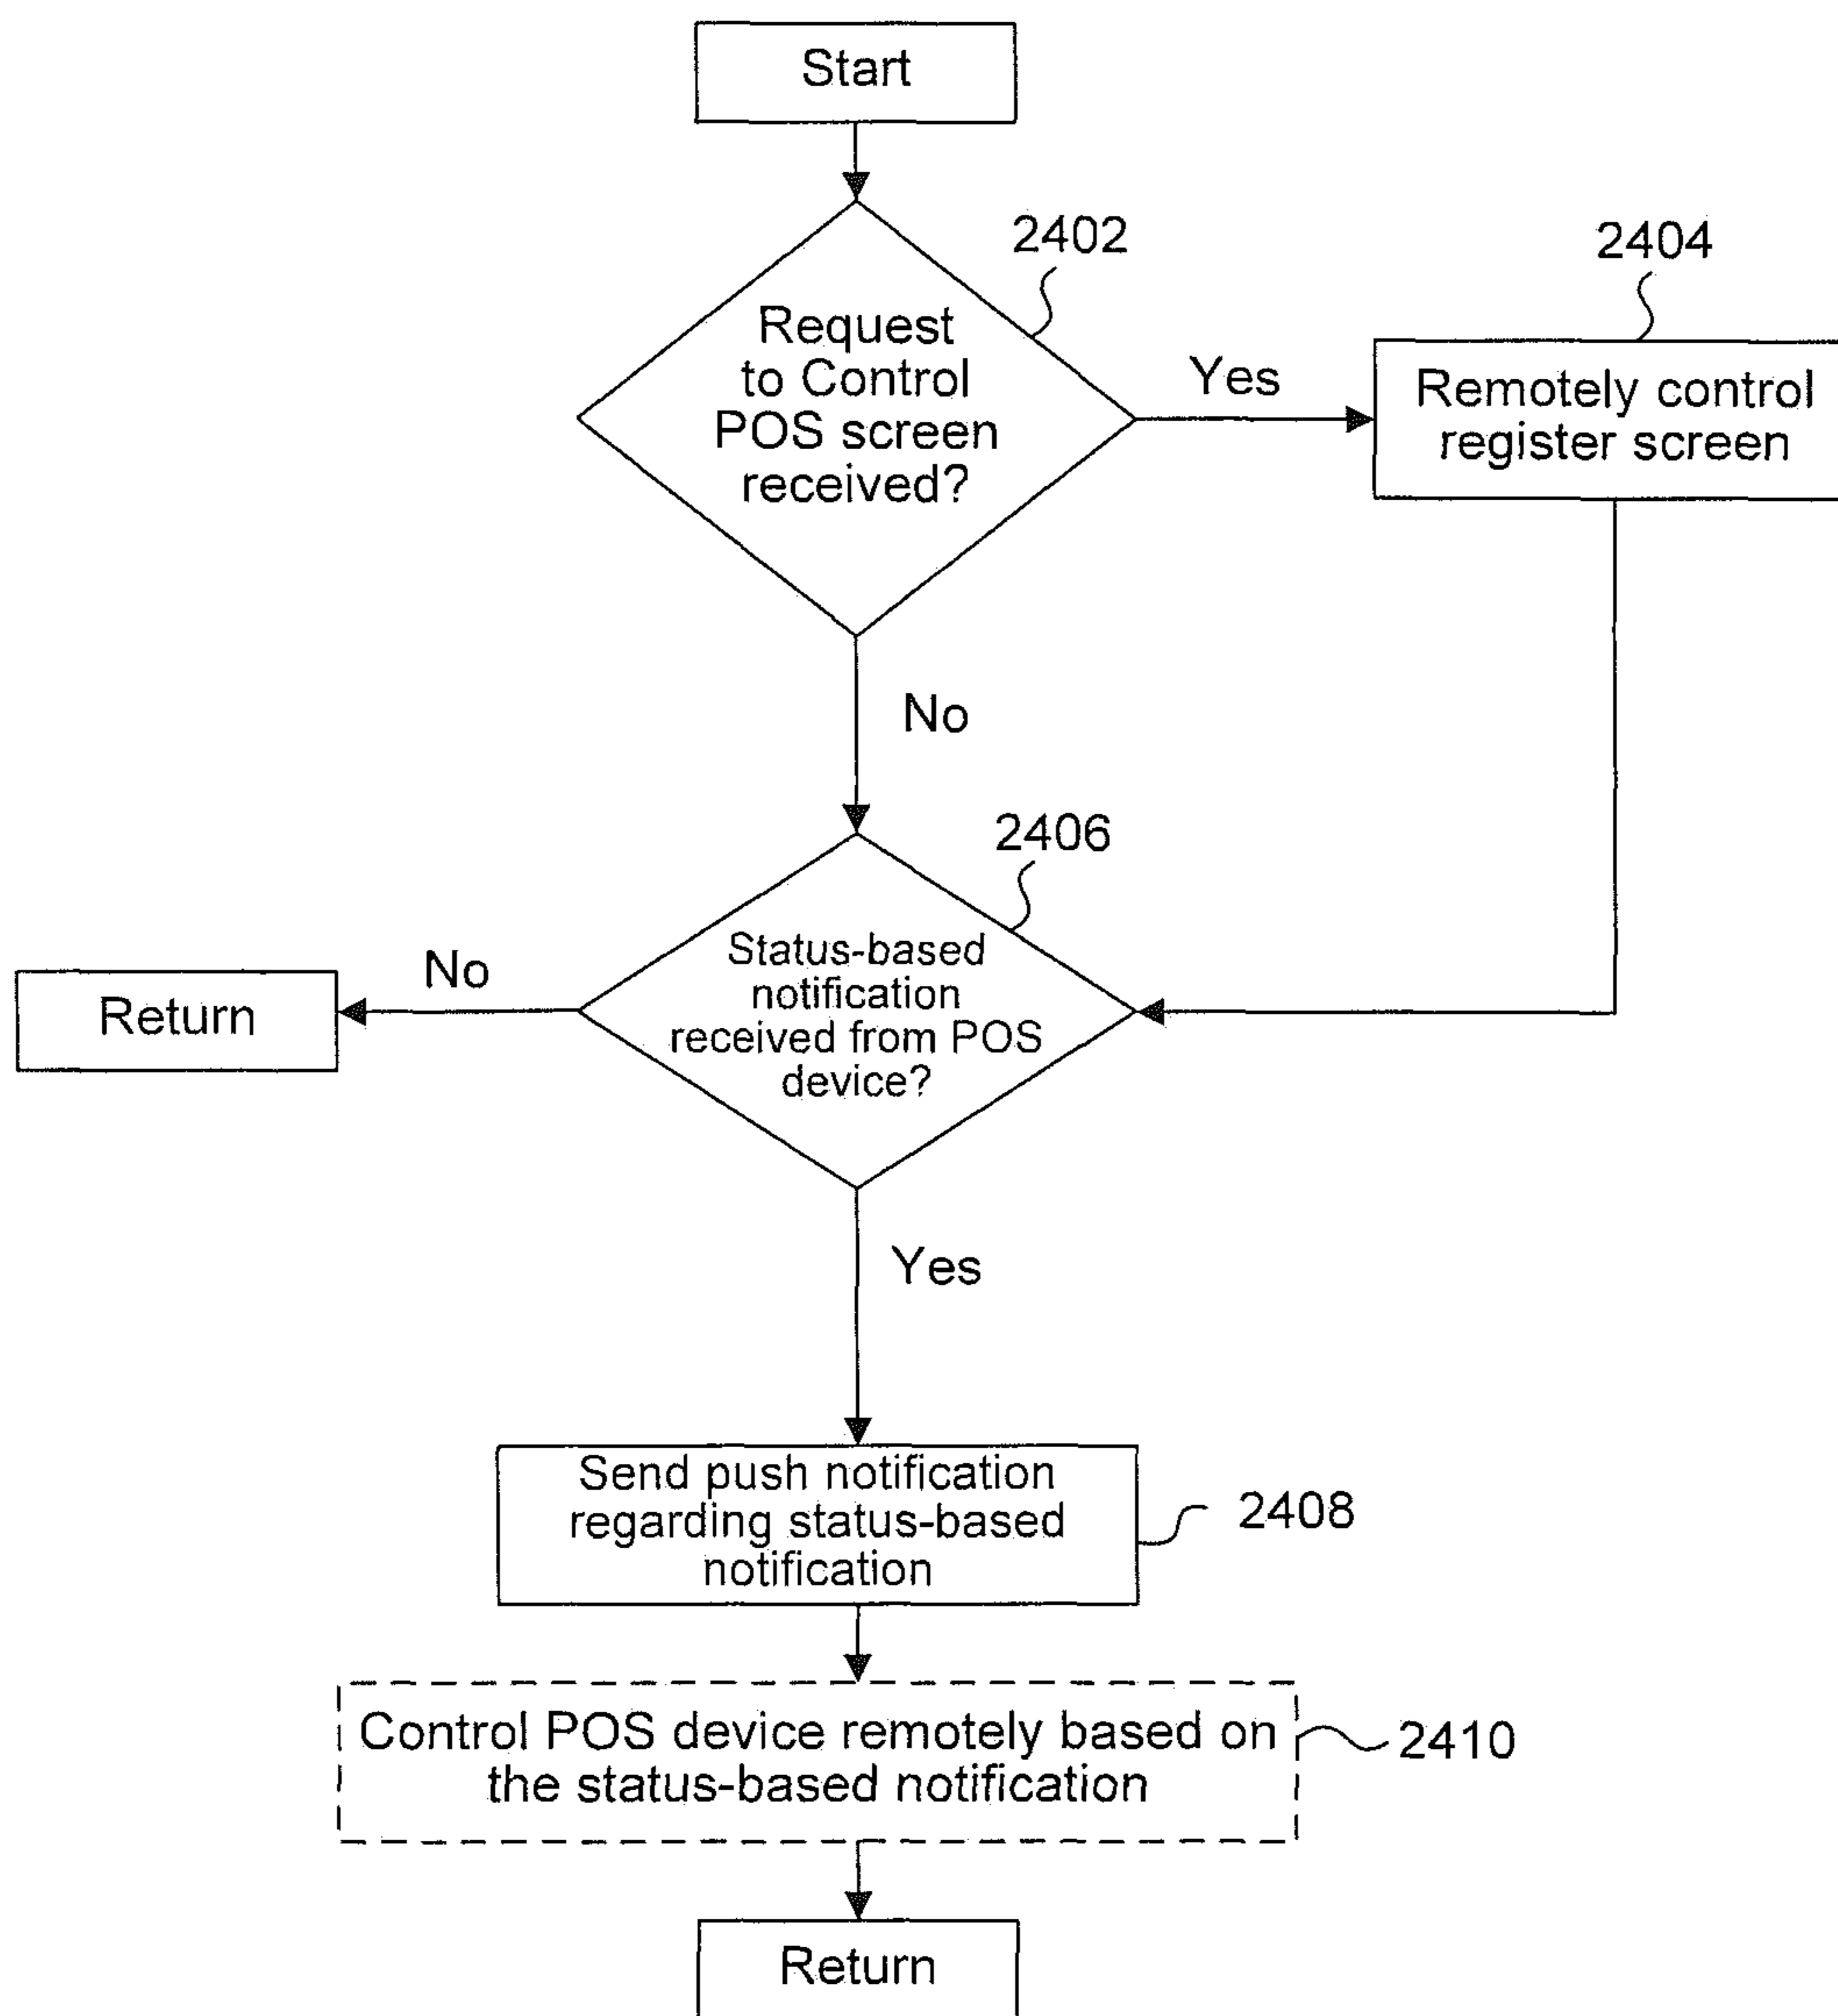 Start
2402
Request
to Control
POS screen
received?
Yes
2404
Remotely control
register screen
No
2406
Status-based
notification
received from POS
device?
No
Return
Yes
Send push notification
regarding status-based
notification
2408
Control POS device remotely based on
the status-based notification
2410
Return